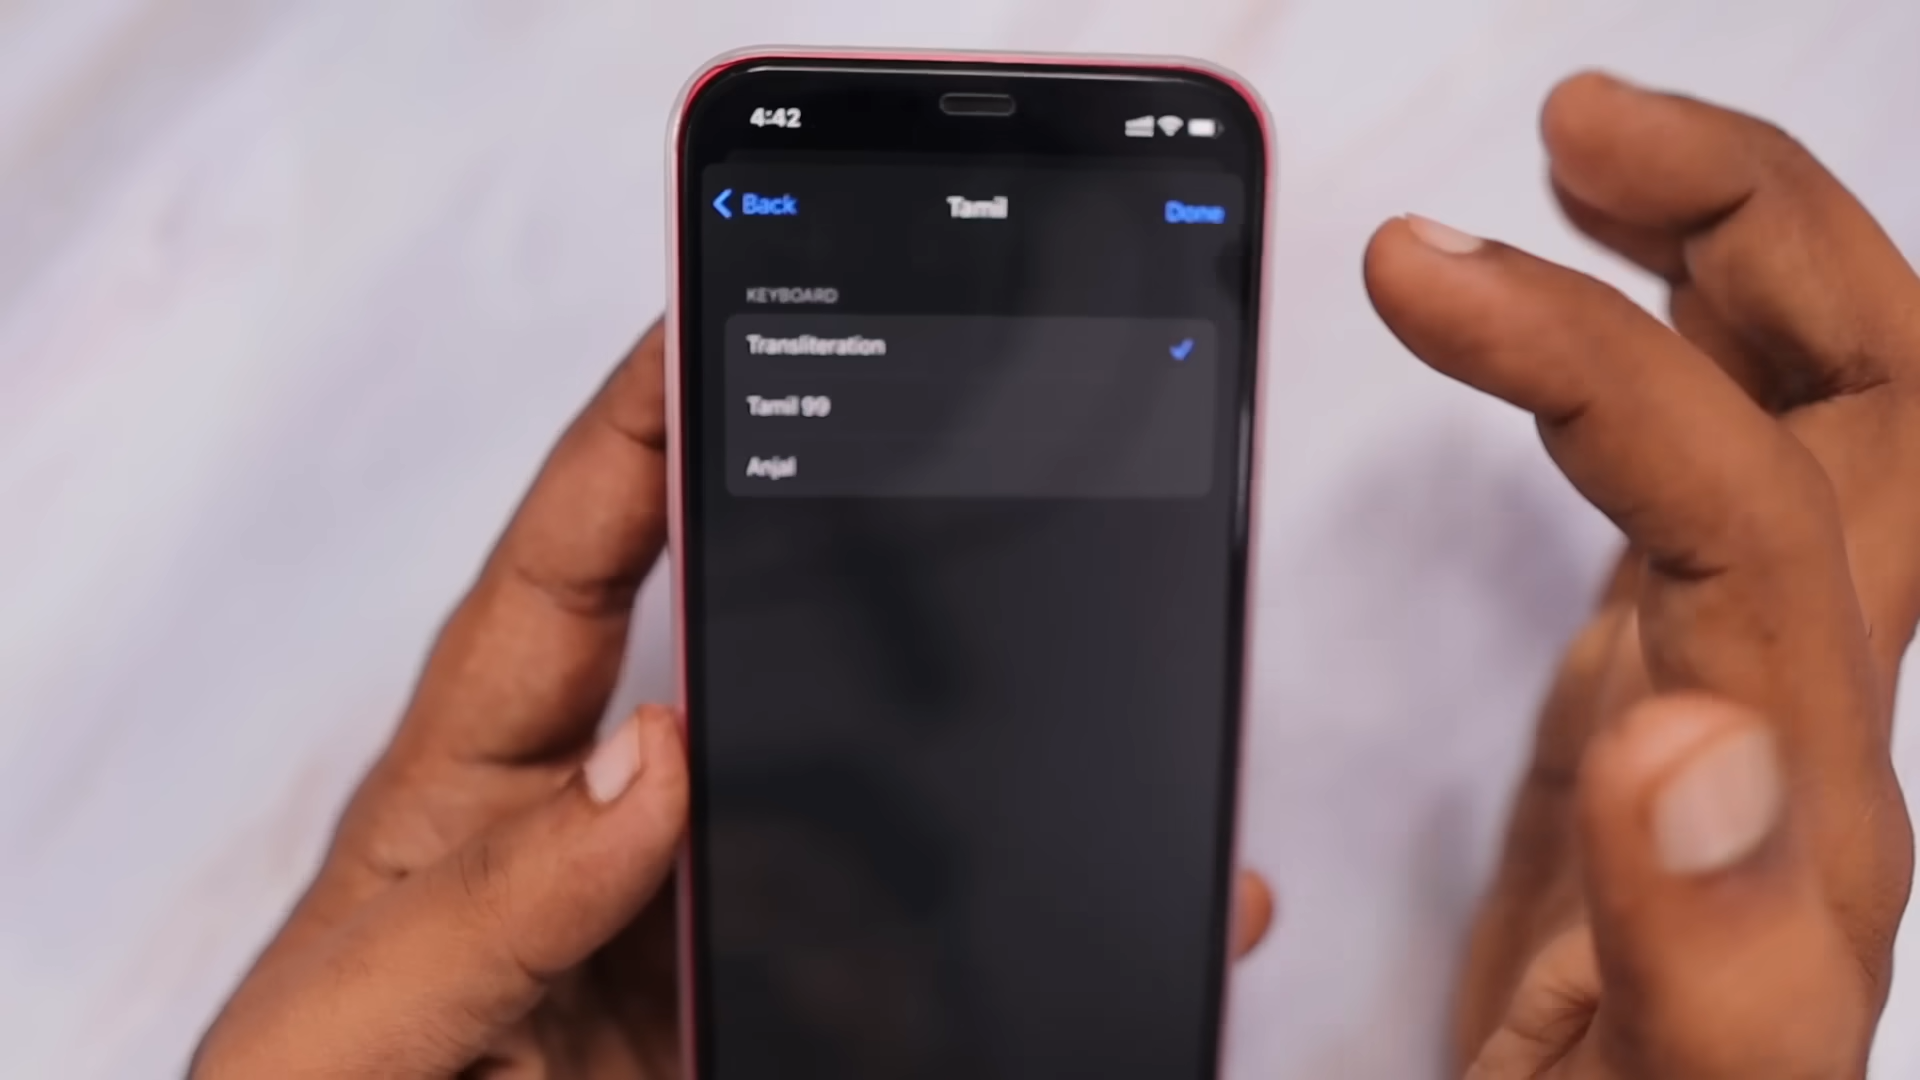 4:42
Back
Tamil
Done
KEYBOARD
Transliteration
Tamil 99
Anjal